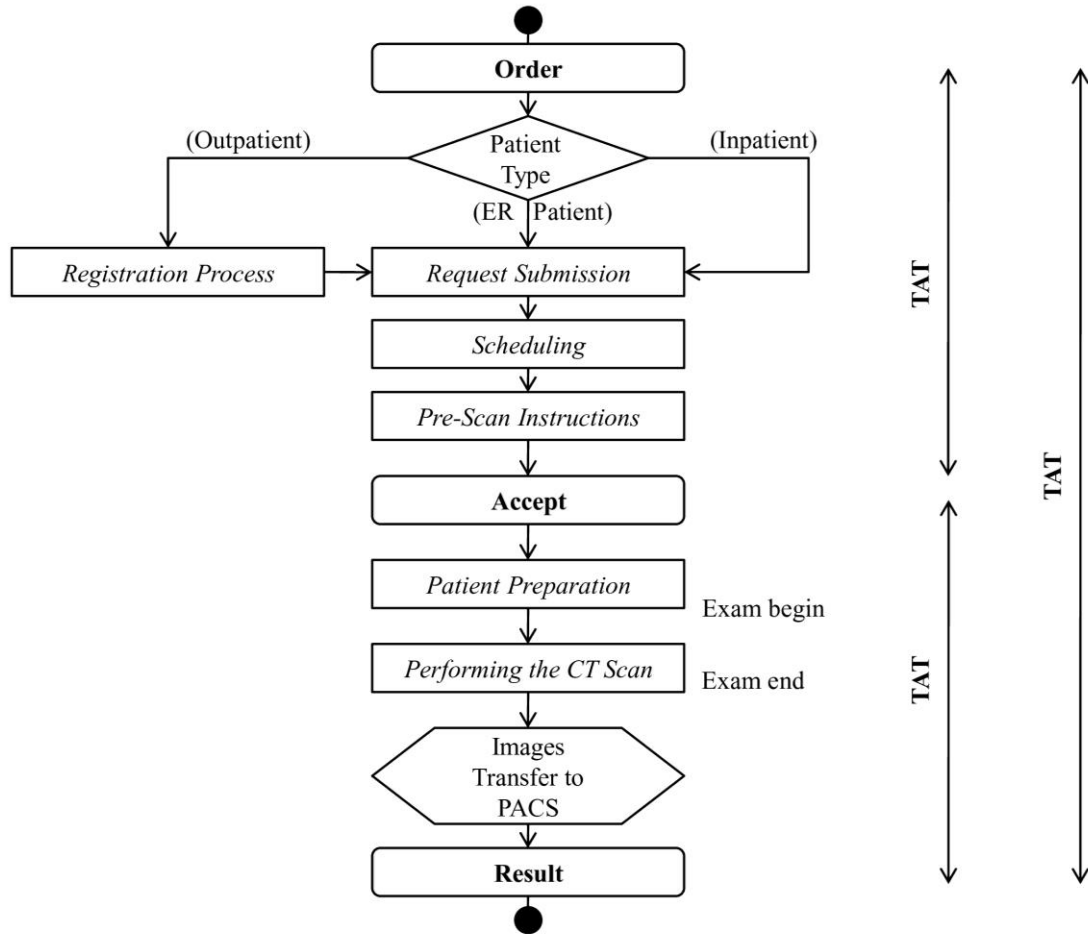 Order
(Outpatient)
Patient
Type
(Inpatient)
(ER Patient)
Registration Process
Request Submission
Scheduling
Pre-Scan Instructions
Accept
Patient Preparation
Exam begin
Performing the CT Scan
Exam end
Images
Transfer to
PACS
Result
TAT
TAT
TAT